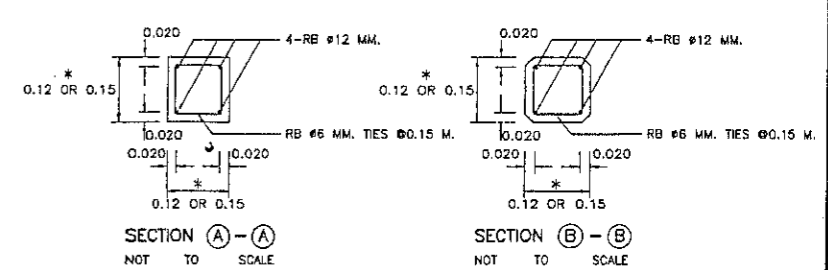 0.020
4-RB ø12 MM.
*
0.12 OR 0.15
0.020
RB ø6 MM. TIES @0.15 M.
0.020
0.020
*
0.12 OR 0.15
SECTION A - A
NOT TO SCALE
0.020
4-RB ø12 MM.
*
0.12 OR 0.15
0.020
RB ø6 MM. TIES @0.15 M.
0.020
0.020
*
0.12 OR 0.15
SECTION B - B
NOT TO SCALE